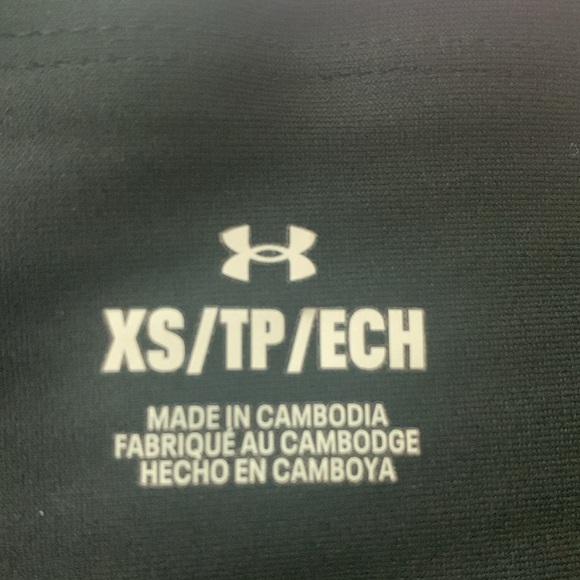 XS/TP/ECH
MADE IN CAMBODIA
FABRIQUÉ AU CAMBODGE
HECHO EN CAMBOYA